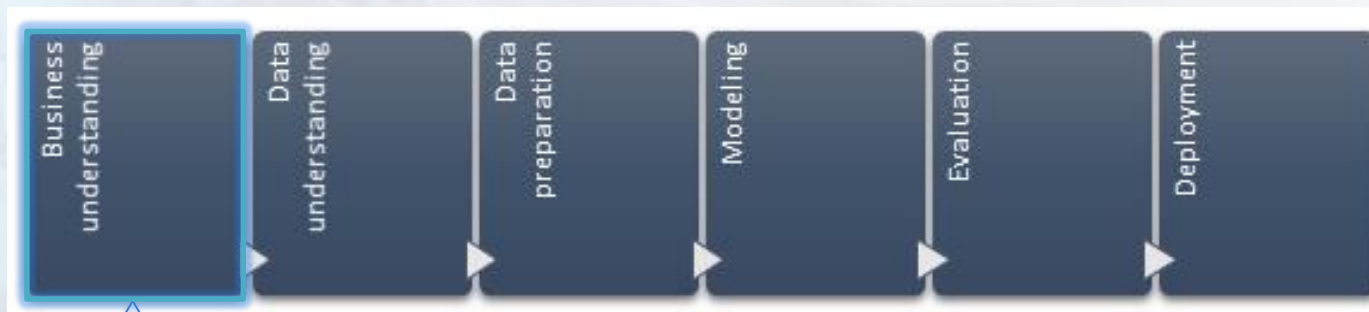 Business
understanding
Data
understanding
Data
preparation
Modeling
Evaluation
Deployment